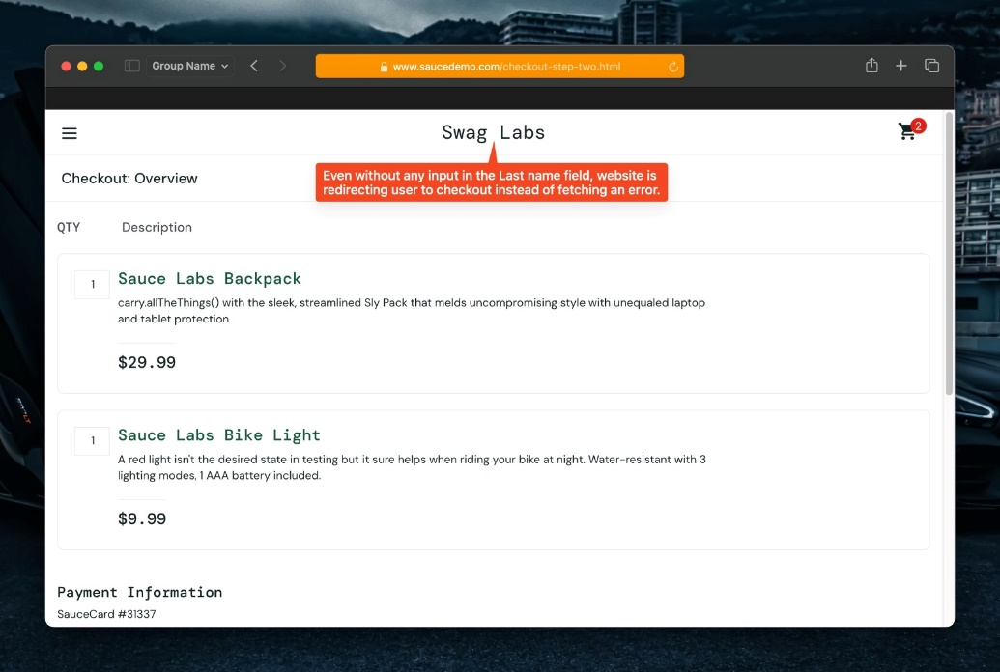 Group Name
www.saucedemo.com/checkout-step-two.html
Swag Labs
2
Even without any input in the Last name field, website is
redirecting user to checkout instead of fetching an error.
Checkout: Overview
QTY Description
1
Sauce Labs Backpack
carry.allTheThings() with the sleek, streamlined Sly Pack that melds uncompromising style with unequaled laptop
and tablet protection.
$29.99
1
Sauce Labs Bike Light
A red light isn't the desired state in testing but it sure helps when riding your bike at night. Water-resistant with 3
lighting modes, 1 AAA battery included.
$9.99
Payment Information
SauceCard #31337